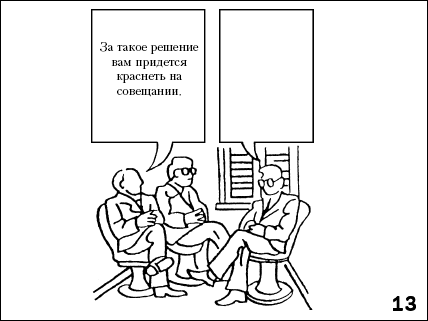 За такое решение
вам придется
краснеть на
совещании.
13